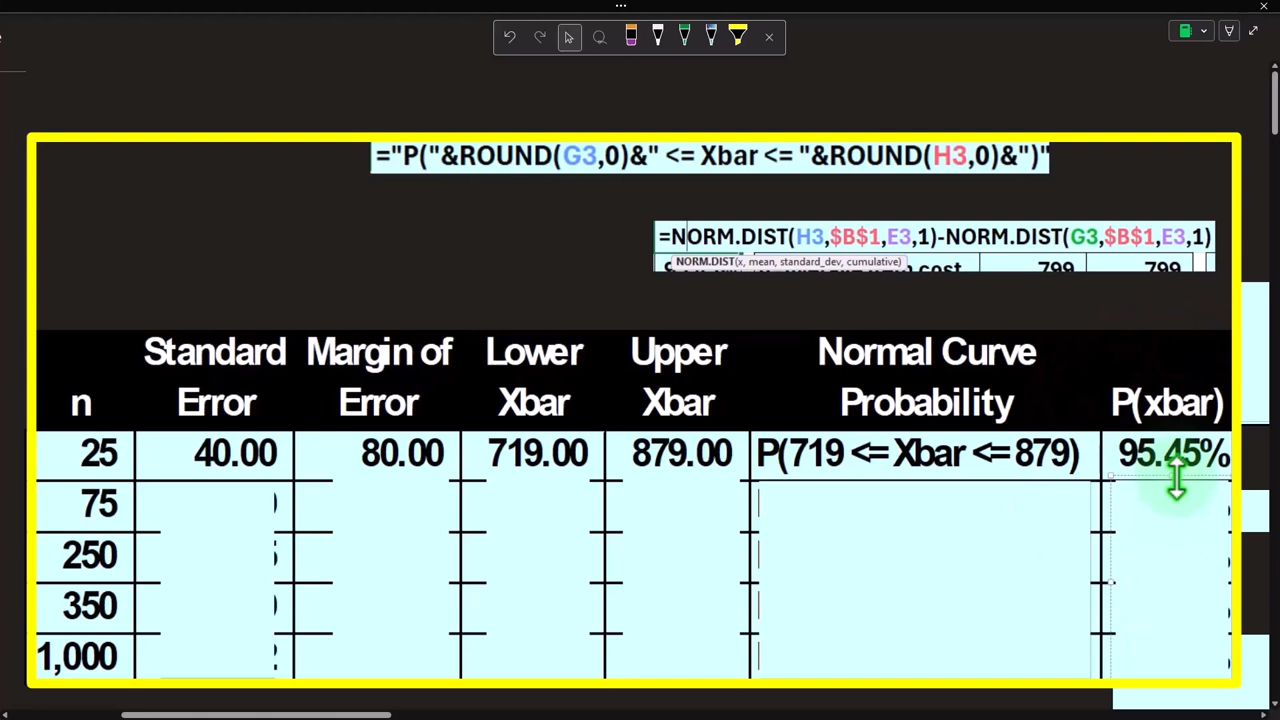 ="P("&ROUND(G3,0)&" <= Xbar <= "&ROUND(H3,0)&")"
=NORM.DIST(H3,$B$1,E3,1)-NORM.DIST(G3,$B$1,E3,1)
NORM.DIST(x, mean, standard_dev, cumulative)
cost 799 799
n Standard Error Margin of Error Lower Xbar Upper Xbar Normal Curve Probability P(xbar)
25 40.00 80.00 719.00 879.00 P(719 <= Xbar <= 879) 95.45%
75
250
350
1,000